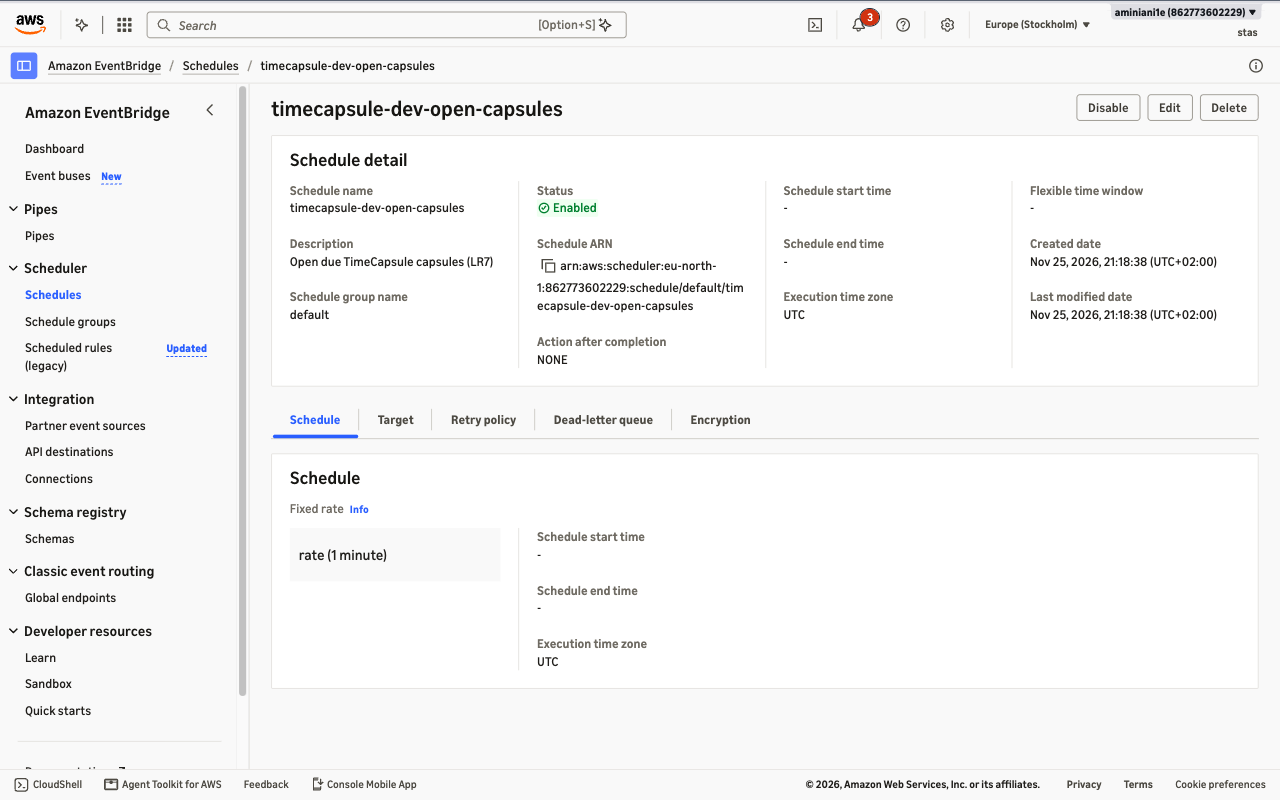 aws
Search
[Option+S]
3
Europe (Stockholm)
aminiani1e (862773602229)
stas
Amazon EventBridge / Schedules / timecapsule-dev-open-capsules
Amazon EventBridge
Dashboard
Event buses New
Pipes
Pipes
Scheduler
Schedules
Schedule groups
Scheduled rules
(legacy)
Updated
Integration
Partner event sources
API destinations
Connections
Schema registry
Schemas
Classic event routing
Global endpoints
Developer resources
Learn
Sandbox
Quick starts
timecapsule-dev-open-capsules
Disable
Edit
Delete
Schedule detail
Schedule name
timecapsule-dev-open-capsules
Description
Open due TimeCapsule capsules (LR7)
Schedule group name
default
Status
Enabled
Schedule ARN
arn:aws:scheduler:eu-north-
1:862773602229:schedule/default/tim
ecapsule-dev-open-capsules
Action after completion
NONE
Schedule start time
-
Schedule end time
-
Execution time zone
UTC
Flexible time window
-
Created date
Nov 25, 2026, 21:18:38 (UTC+02:00)
Last modified date
Nov 25, 2026, 21:18:38 (UTC+02:00)
Schedule
Target
Retry policy
Dead-letter queue
Encryption
Schedule
Fixed rate Info
rate (1 minute)
Schedule start time
-
Schedule end time
-
Execution time zone
UTC
CloudShell
Agent Toolkit for AWS
Feedback
Console Mobile App
© 2026, Amazon Web Services, Inc. or its affiliates.
Privacy
Terms
Cookie preferences